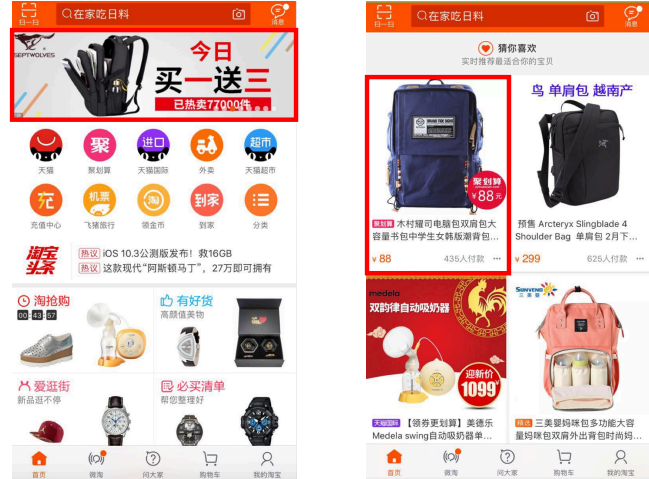 扫一扫
在家吃日料
消息
SEPTWOLVES
今日
买一送三
已热卖77000件
聚
进口
超市
天猫
聚划算
天猫国际
外卖
天猫超市
充
机票
淘
到家
充值中心
飞猪旅行
领金币
到家
分类
淘宝头条
热议 iOS 10.3公测版发布！救16GB
热议 这款现代“阿斯顿马丁”，27万即可拥有
淘抢购
00:43:57
有好货
高颜值美物
爱逛街
新品逛不停
必买清单
帮您整理好
首页
微淘
问大家
购物车
我的淘宝
扫一扫
在家吃日料
消息
猜你喜欢
实时推荐最适合你的宝贝
聚划算
¥88元
聚划算 木村耀司电脑包双肩包大
容量书包中学生女韩版潮背包...
¥ 88
435人付款
鸟 单肩包 越南产
预售 Arcteryx Slingblade 4
Shoulder Bag 单肩包 2月下...
¥ 299
625人付款
medela
双韵律自动吸奶器
迎新价
1099
¥
天猫国际 【领券更划算】美德乐
Medela swing自动吸奶器单...
SUNVENO
三美婴
精选 三美婴妈咪包多功能大容
量妈咪包双肩外出背包时尚妈...
首页
微淘
问大家
购物车
我的淘宝